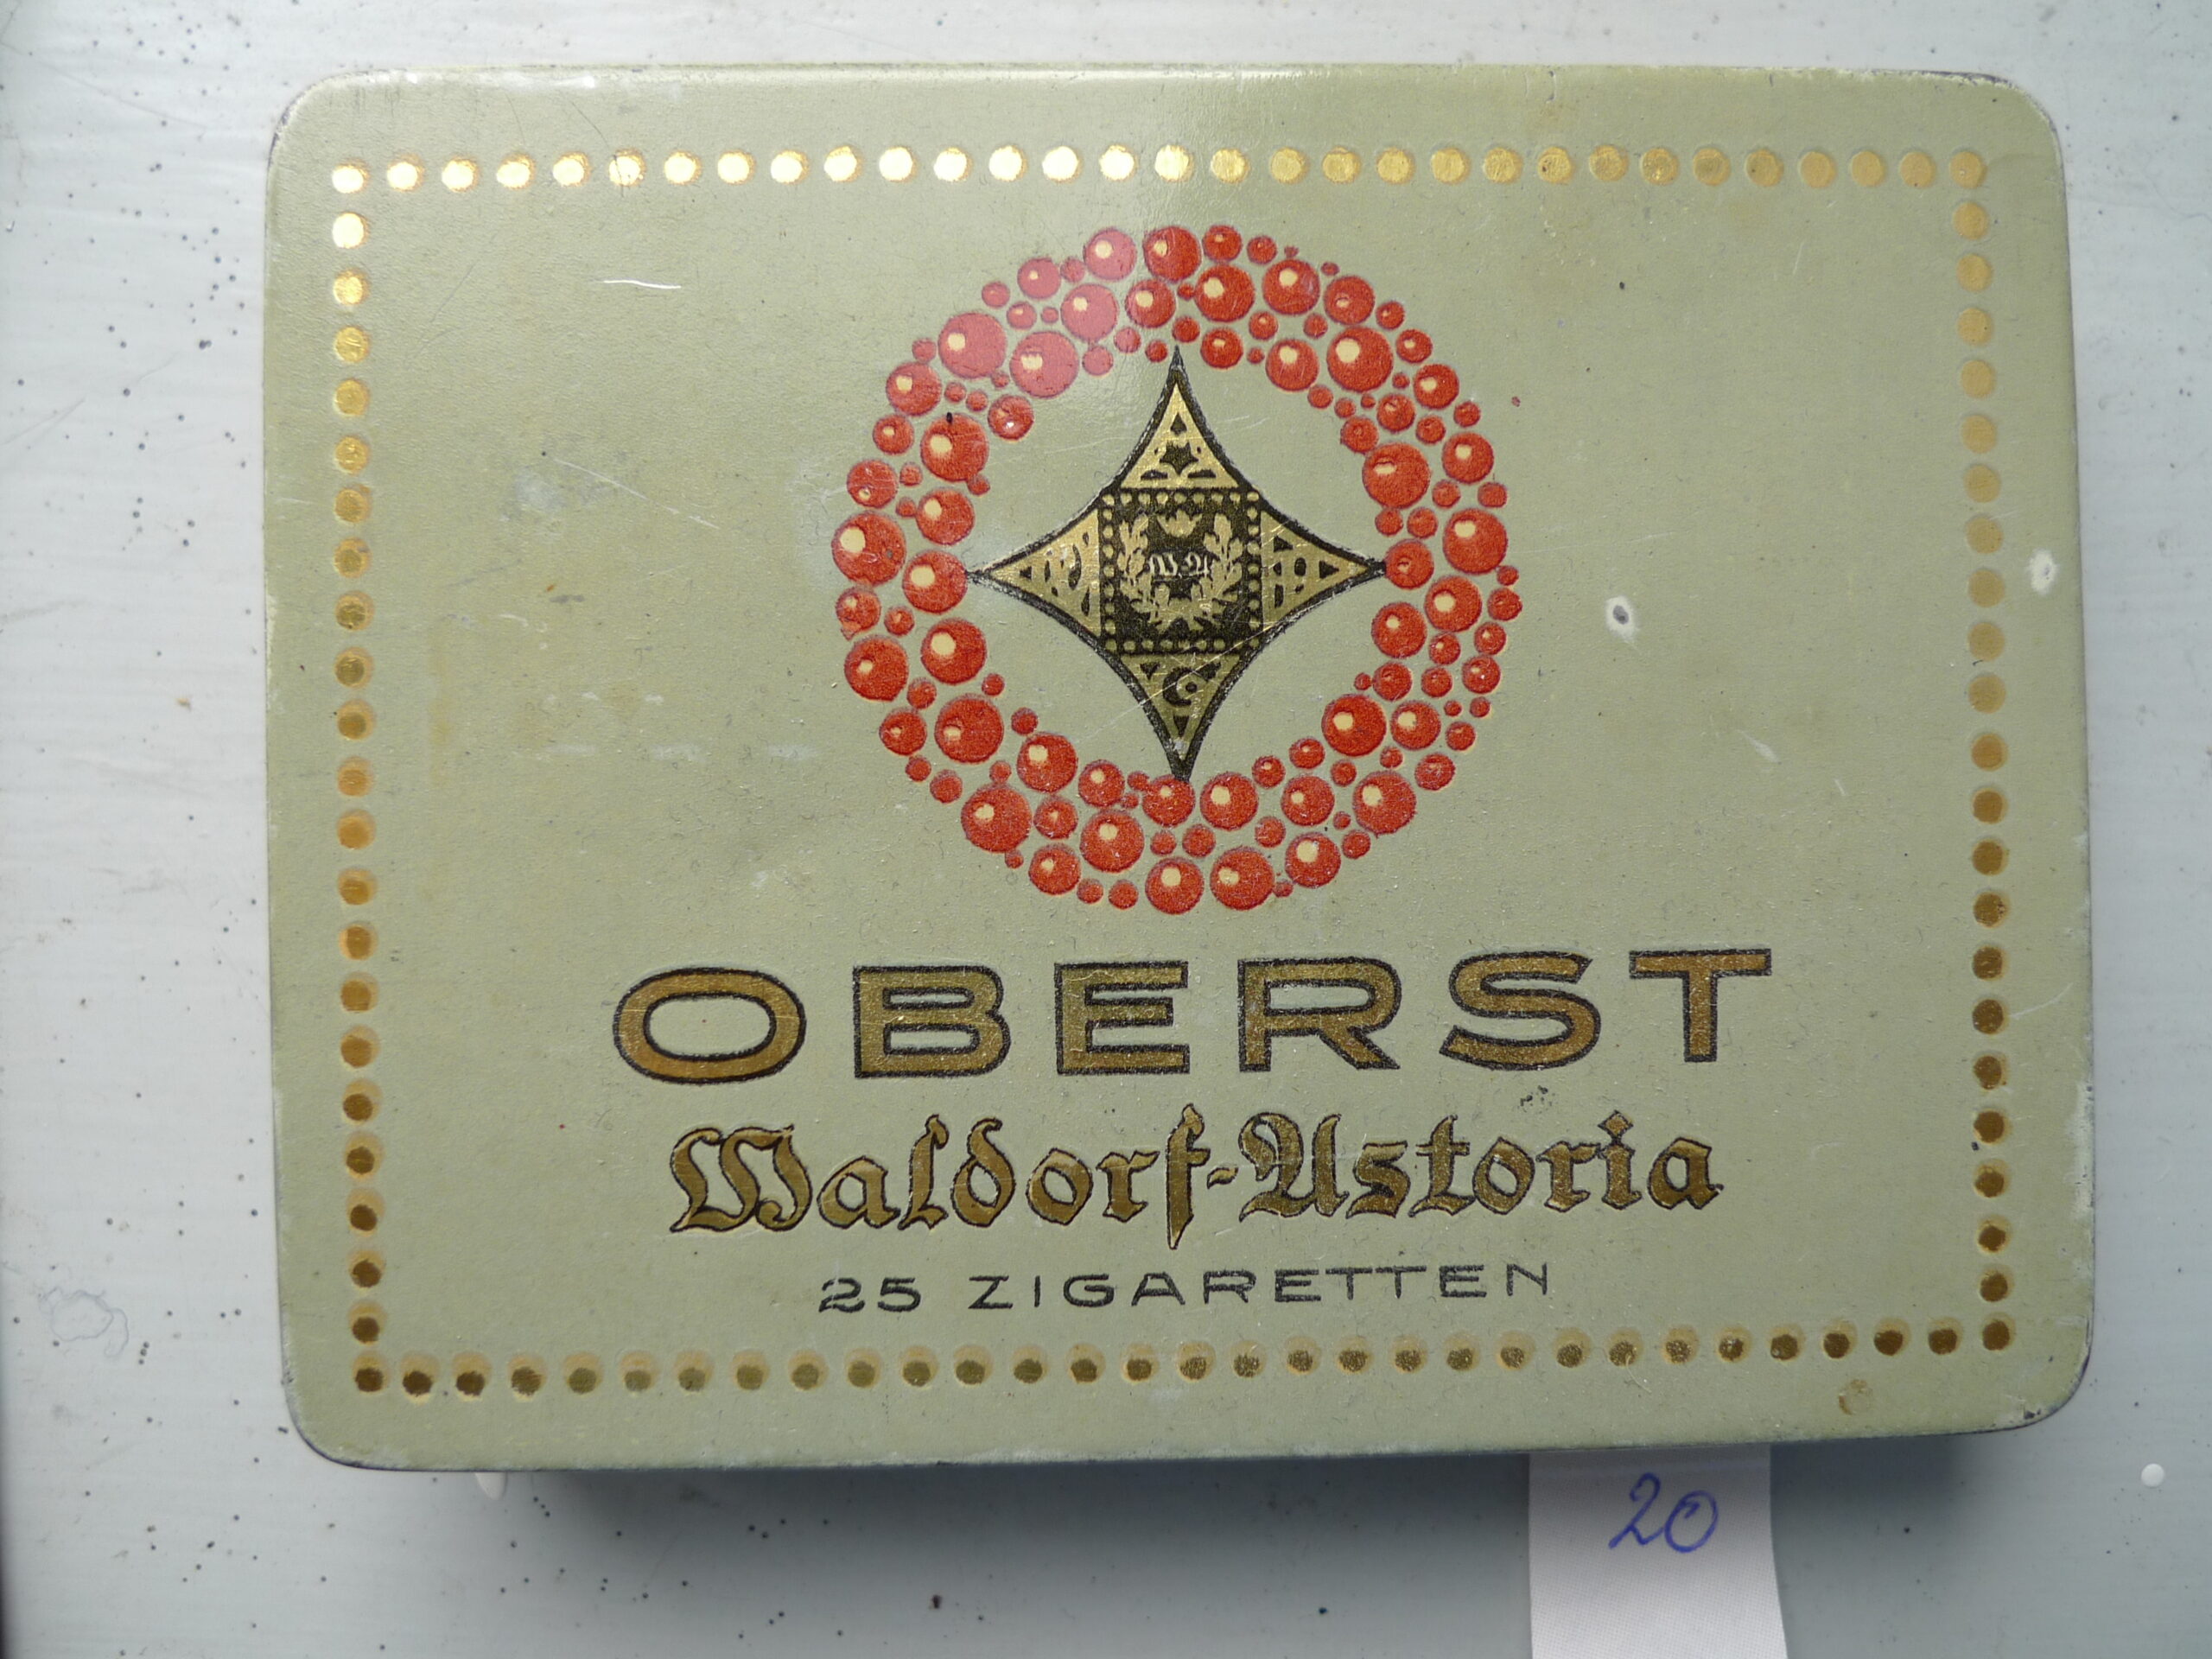 W.A.
OBERST
Waldorf-Astoria
25 ZIGARETTEN
20